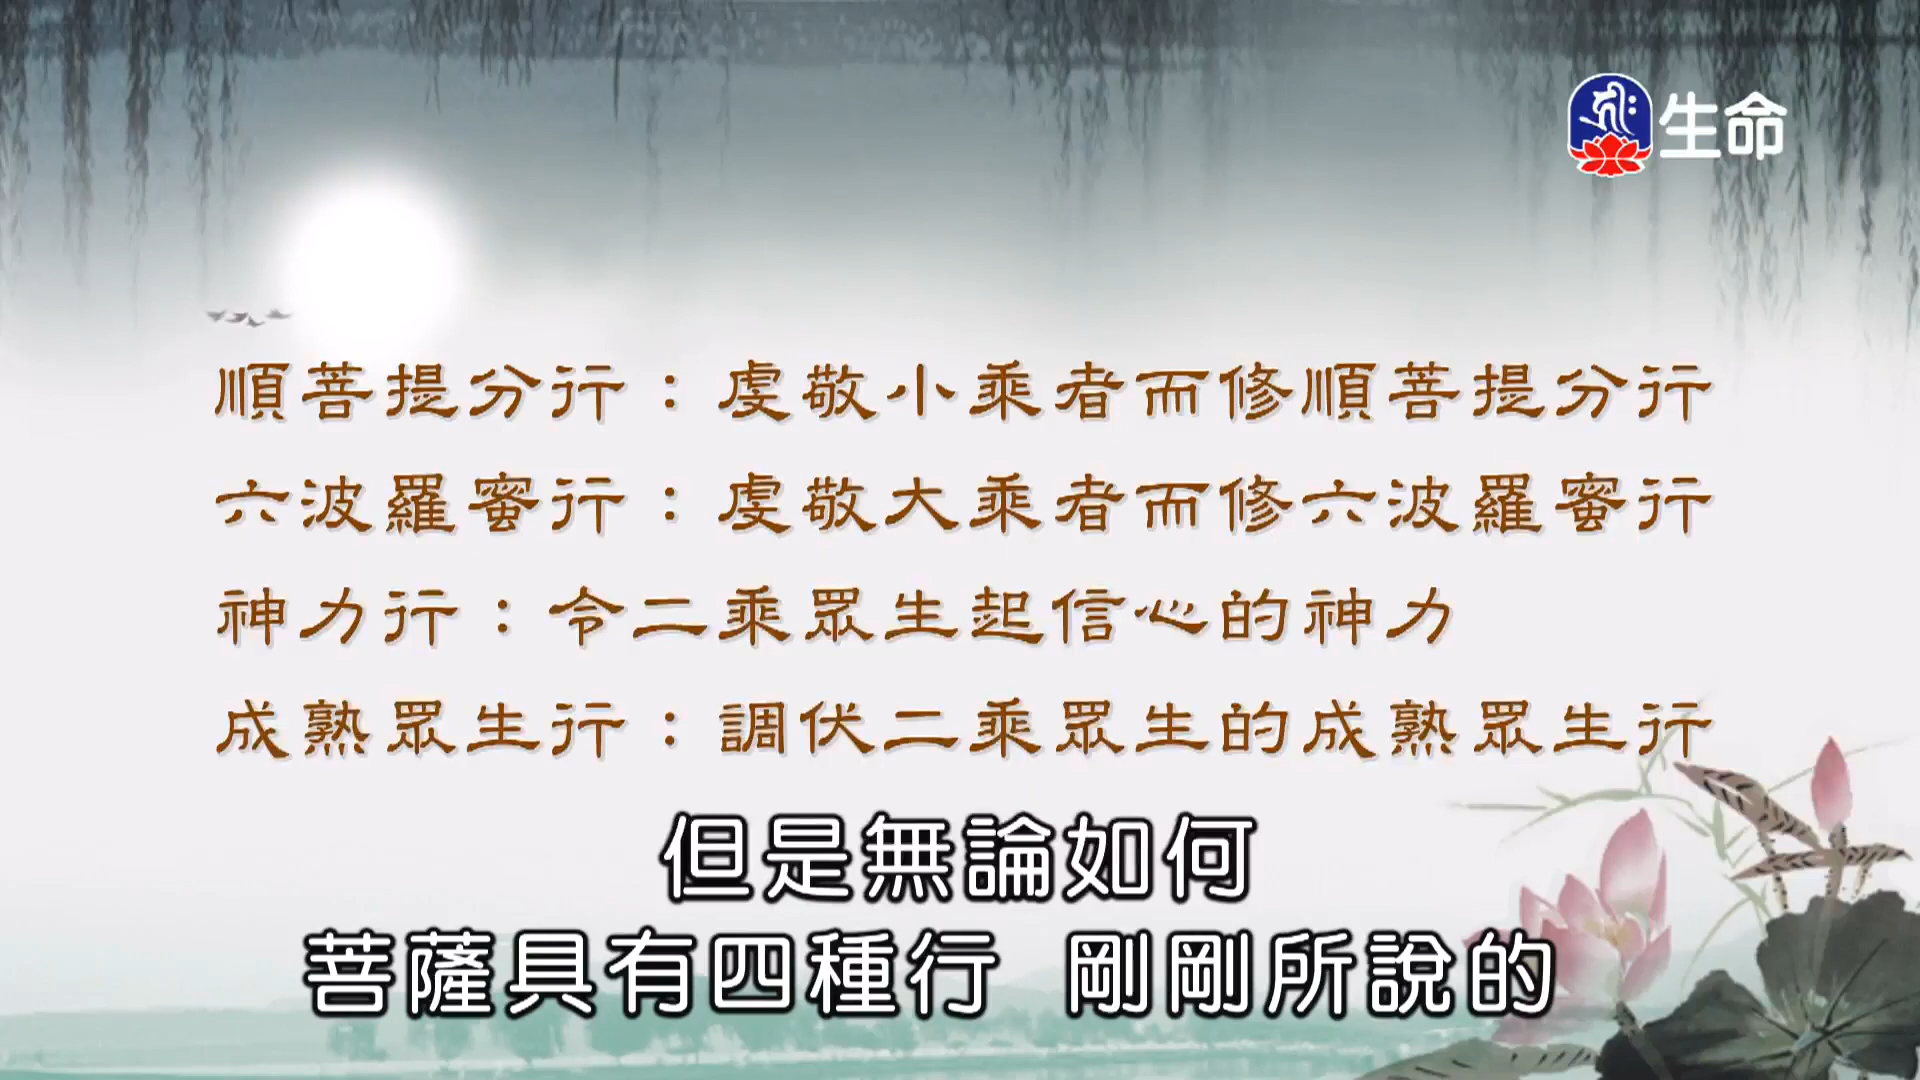 生命
順菩提分行：虔敬小乘者而修順菩提分行
六波羅蜜行：虔敬大乘者而修六波羅蜜行
神力行：令二乘眾生起信心的神力
成熟眾生行：調伏二乘眾生的成熟眾生行
但是無論如何
菩薩具有四種行 剛剛所說的